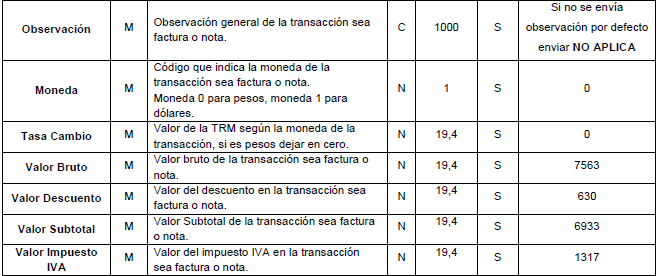 Observación M Observación general de la transacción sea factura o nota. C 1000 S Si no se envía observación por defecto enviar NO APLICA
Moneda M Código que indica la moneda de la transacción sea factura o nota. Moneda 0 para pesos, moneda 1 para dólares. N 1 S 0
Tasa Cambio M Valor de la TRM según la moneda de la transacción, si es pesos dejar en cero. N 19,4 S 0
Valor Bruto M Valor bruto de la transacción sea factura o nota. N 19,4 S 7563
Valor Descuento M Valor del descuento en la transacción sea factura o nota. N 19,4 S 630
Valor Subtotal M Valor Subtotal de la transacción sea factura o nota. N 19,4 S 6933
Valor Impuesto IVA M Valor del impuesto IVA en la transacción sea factura o nota. N 19,4 S 1317